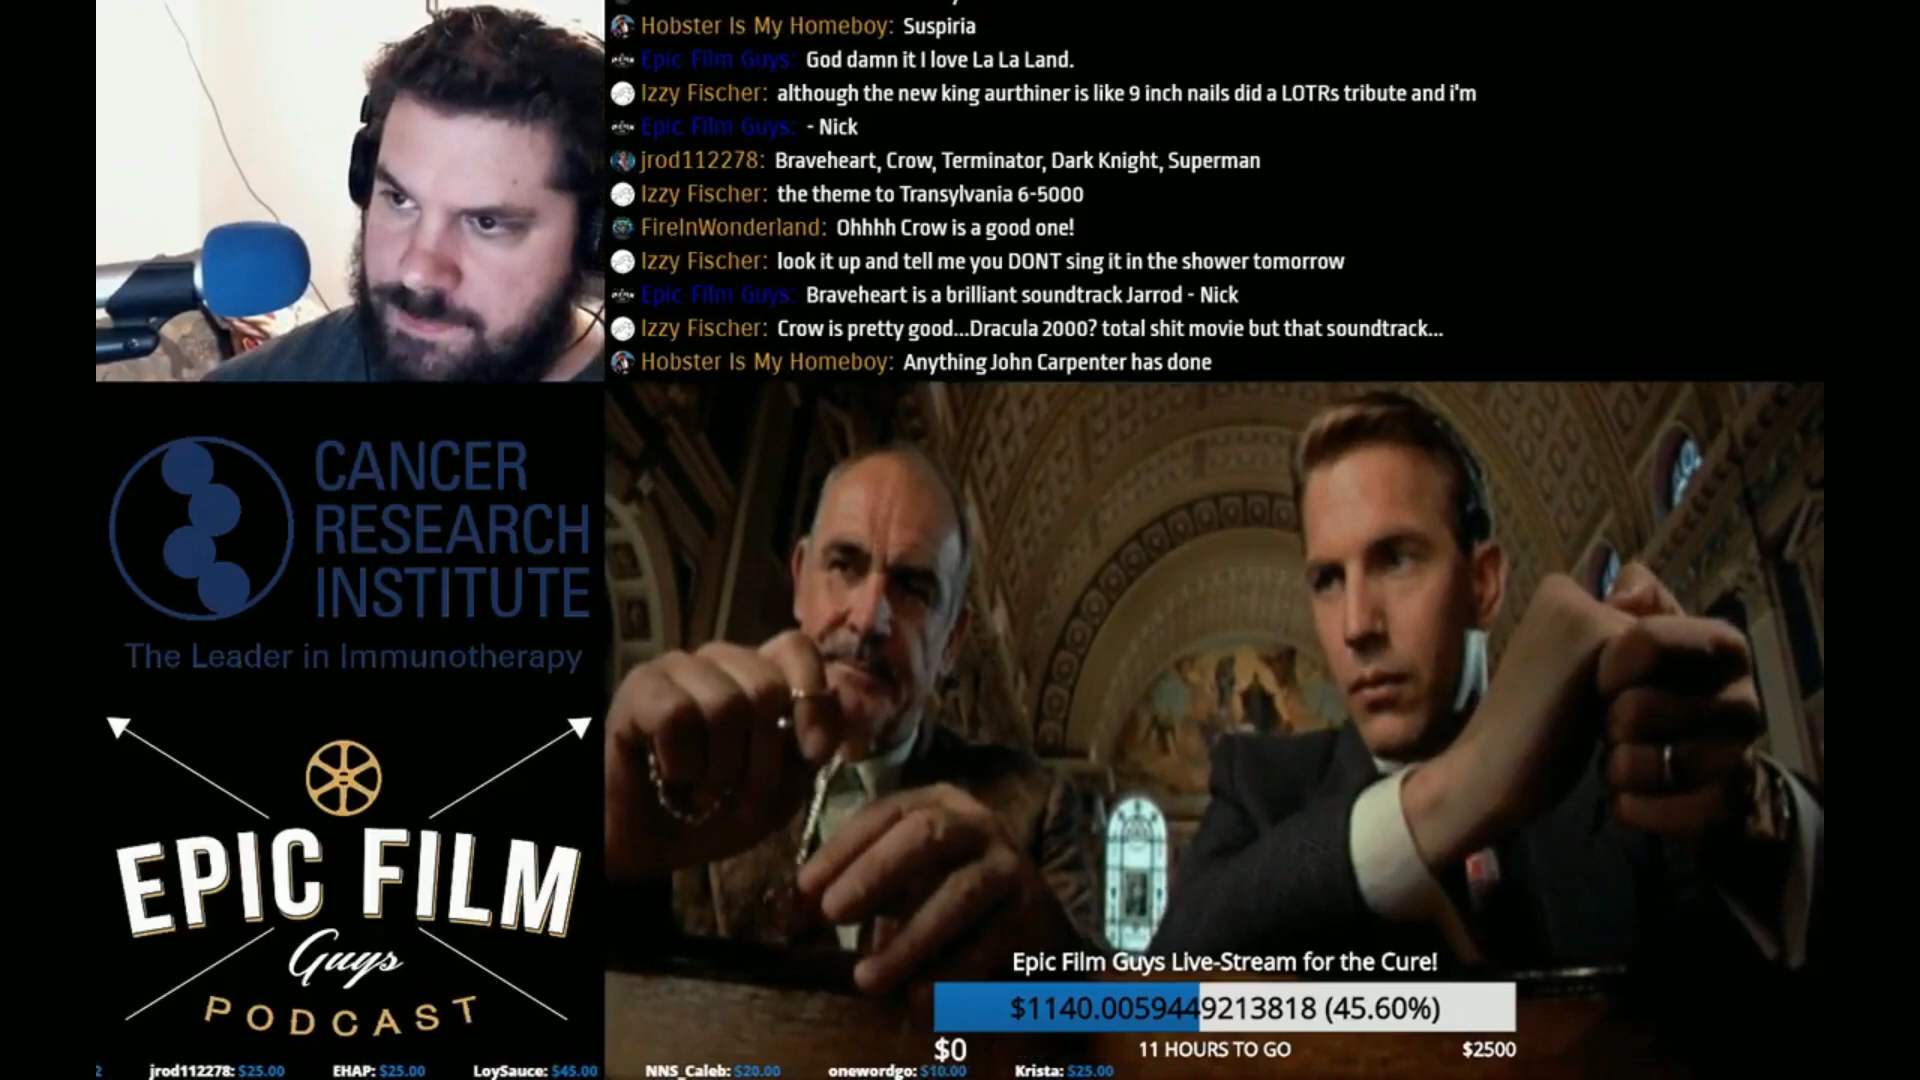 Hobster Is My Homeboy: Suspiria
Epic Film Guys: God damn it I love La La Land.
Izzy Fischer: although the new king aurthiner is like 9 inch nails did a LOTRs tribute and i'm
Epic Film Guys: - Nick
jrod112278: Braveheart, Crow, Terminator, Dark Knight, Superman
Izzy Fischer: the theme to Transylvania 6-5000
FireInWonderland: Ohhhh Crow is a good one!
Izzy Fischer: look it up and tell me you DONT sing it in the shower tomorrow
Epic Film Guys: Braveheart is a brilliant soundtrack Jarrod - Nick
Izzy Fischer: Crow is pretty good...Dracula 2000? total shit movie but that soundtrack...
Hobster Is My Homeboy: Anything John Carpenter has done
CANCER
RESEARCH
INSTITUTE
The Leader in Immunotherapy
EPIC FILM
Guys
PODCAST
Epic Film Guys Live-Stream for the Cure!
$1140.0059449213818 (45.60%)
$0 11 HOURS TO GO $2500
2 jrod112278: $25.00 EHAP: $25.00 LoySauce: $45.00 NNS_Caleb: $20.00 onewordgo: $10.00 Krista: $25.00